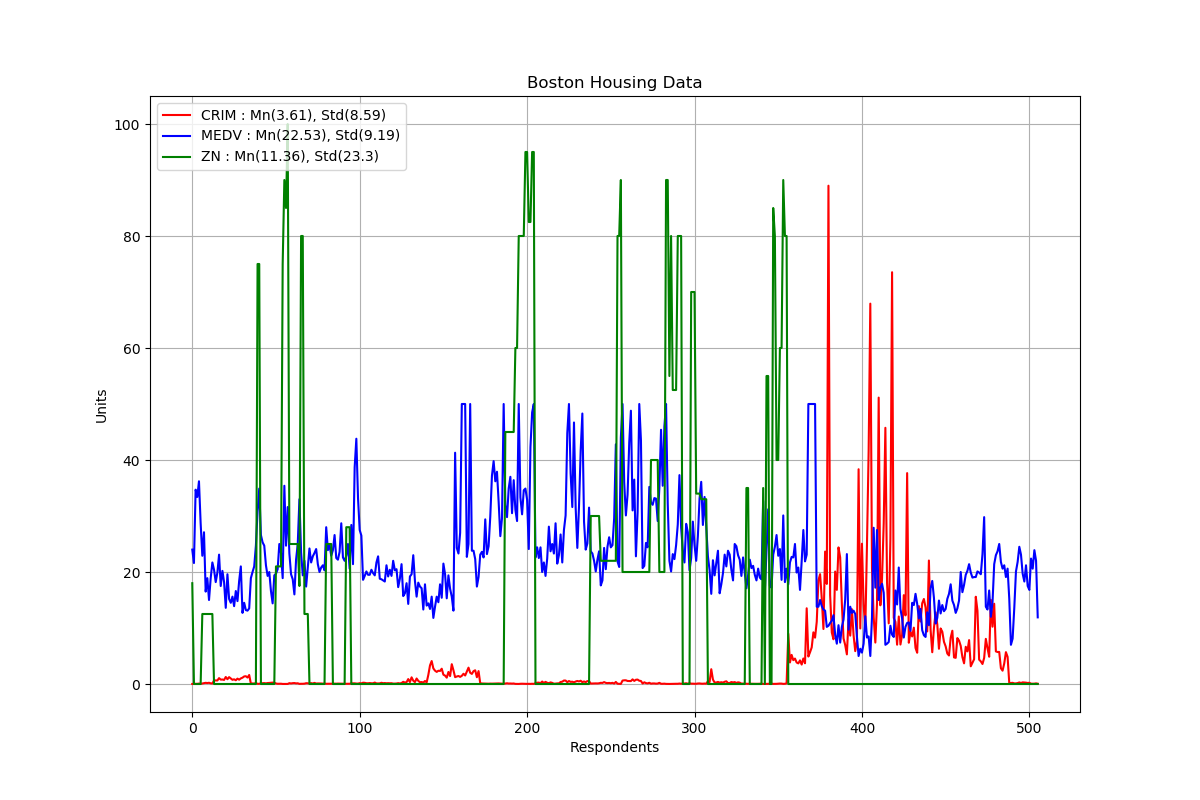 Boston Housing Data
CRIM : Mn(3.61), Std(8.59)
MEDV : Mn(22.53), Std(9.19)
ZN : Mn(11.36), Std(23.3)
100
80
60
40
20
0
Units
0 100 200 300 400 500
Respondents